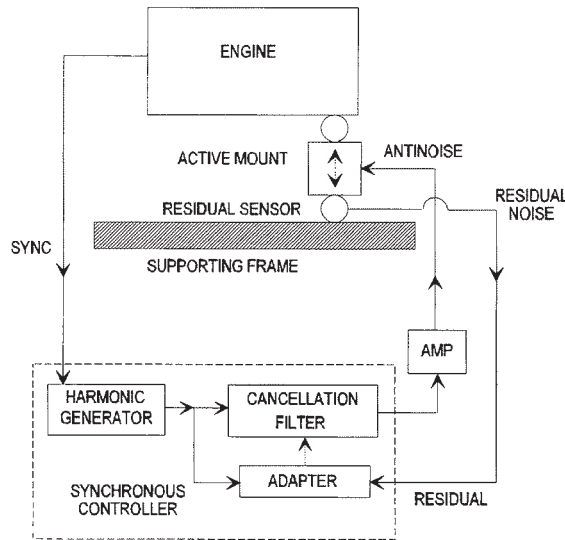 ENGINE
ACTIVE MOUNT
ANTINOISE
RESIDUAL SENSOR
RESIDUAL
NOISE
SYNC
SUPPORTING FRAME
AMP
HARMONIC
GENERATOR
CANCELLATION
FILTER
ADAPTER
SYNCHRONOUS
CONTROLLER
RESIDUAL